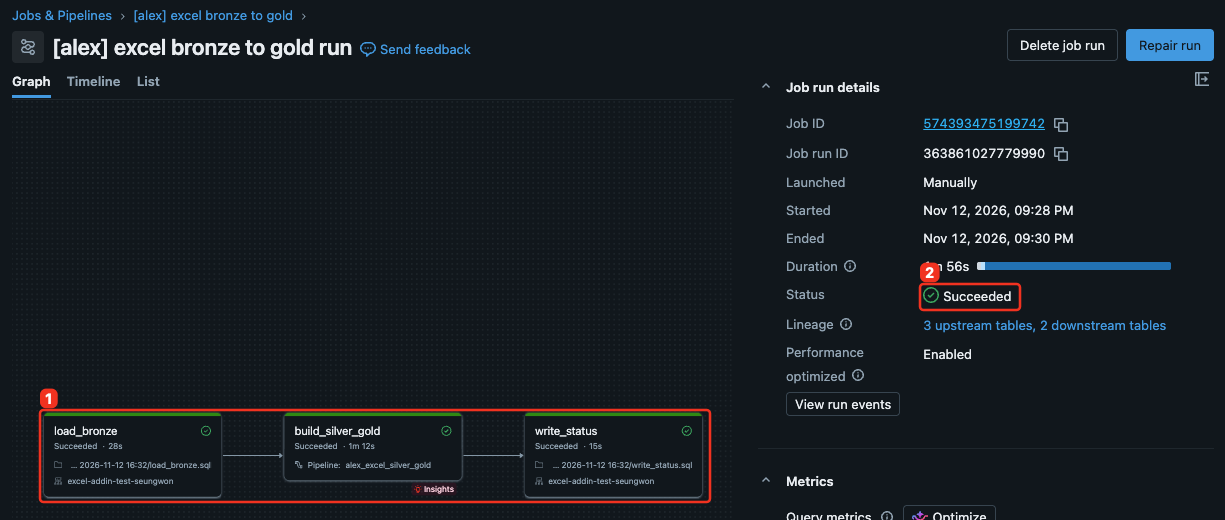 Jobs & Pipelines › [alex] excel bronze to gold ›
[alex] excel bronze to gold run Send feedback
Delete job run Repair run
Graph Timeline List
1
load_bronze
Succeeded · 28s
... 2026-11-12 16:32/load_bronze.sql
excel-addin-test-seungwon
build_silver_gold
Succeeded · 1m 12s
Pipeline: alex_excel_silver_gold
Insights
write_status
Succeeded · 15s
... 2026-11-12 16:32/write_status.sql
excel-addin-test-seungwon
Job run details
Job ID 574393475199742
Job run ID 363861027779990
Launched Manually
Started Nov 12, 2026, 09:28 PM
Ended Nov 12, 2026, 09:30 PM
Duration 56s
2
Status Succeeded
Lineage 3 upstream tables, 2 downstream tables
Performance optimized Enabled
View run events
Metrics
Query metrics Optimize